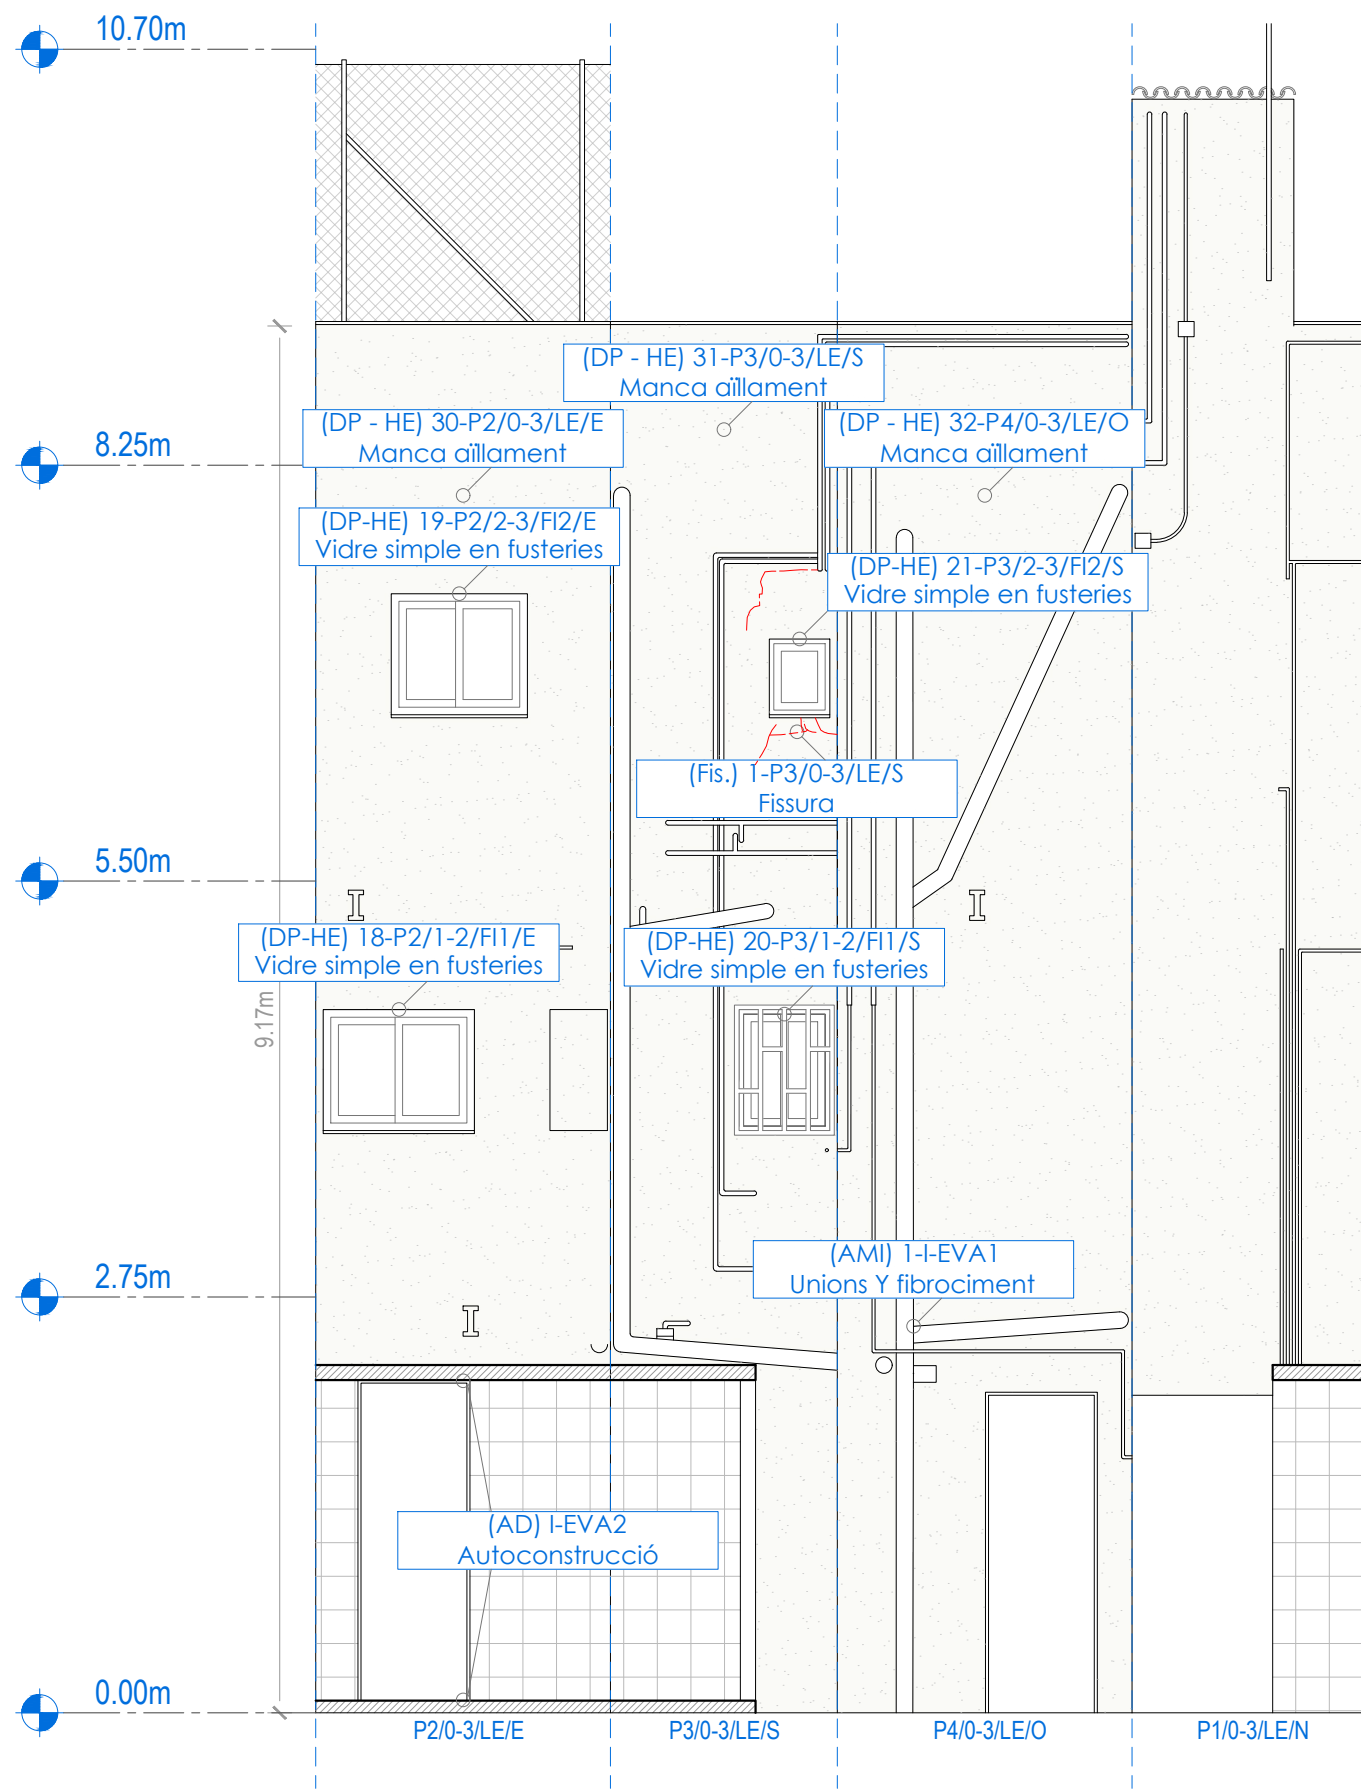 10.70m
(DP - HE) 31-P3/0-3/LE/S
Manca aïllament
(DP - HE) 30-P2/0-3/LE/E
Manca aïllament
(DP - HE) 32-P4/0-3/LE/O
Manca aïllament
8.25m
(DP-HE) 19-P2/2-3/FI2/E
Vidre simple en fusteries
(DP-HE) 21-P3/2-3/FI2/S
Vidre simple en fusteries
(Fis.) 1-P3/0-3/LE/S
Fissura
5.50m
(DP-HE) 18-P2/1-2/FI1/E
Vidre simple en fusteries
(DP-HE) 20-P3/1-2/FI1/S
Vidre simple en fusteries
9.17m
2.75m
(AMI) 1-I-EVA1
Unions Y fibrociment
(AD) I-EVA2
Autoconstrucció
0.00m
P2/0-3/LE/E
P3/0-3/LE/S
P4/0-3/LE/O
P1/0-3/LE/N